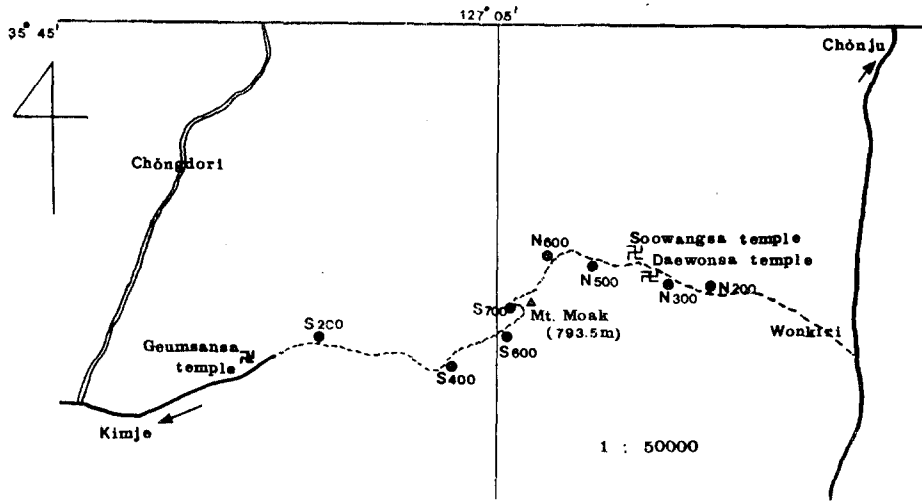 127° 05′
35° 45′
Chŏnju
Chŏngdori
Soowangsa temple
N600
Daewonsa temple
N500
N300
N200
S700
Mt. Moak
(793.5m)
S200
S600
Geumsansa
temple
S400
Kimje
1 : 50000